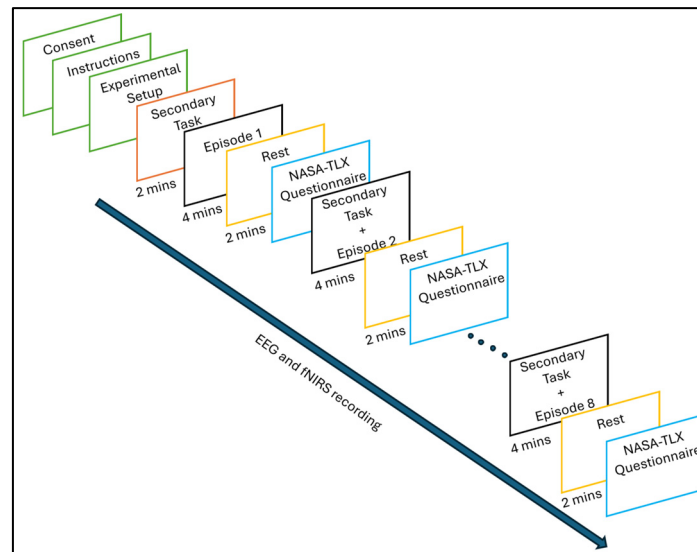 Consent
Instructions
Experimental
Setup
Secondary
Task
2 mins
Episode 1
4 mins
Rest
2 mins
NASA-TLX
Questionnaire
Secondary
Task
+
Episode 2
4 mins
Rest
2 mins
NASA-TLX
Questionnaire
Secondary
Task
+
Episode 8
4 mins
Rest
2 mins
NASA-TLX
Questionnaire
EEG and fNIRS recording